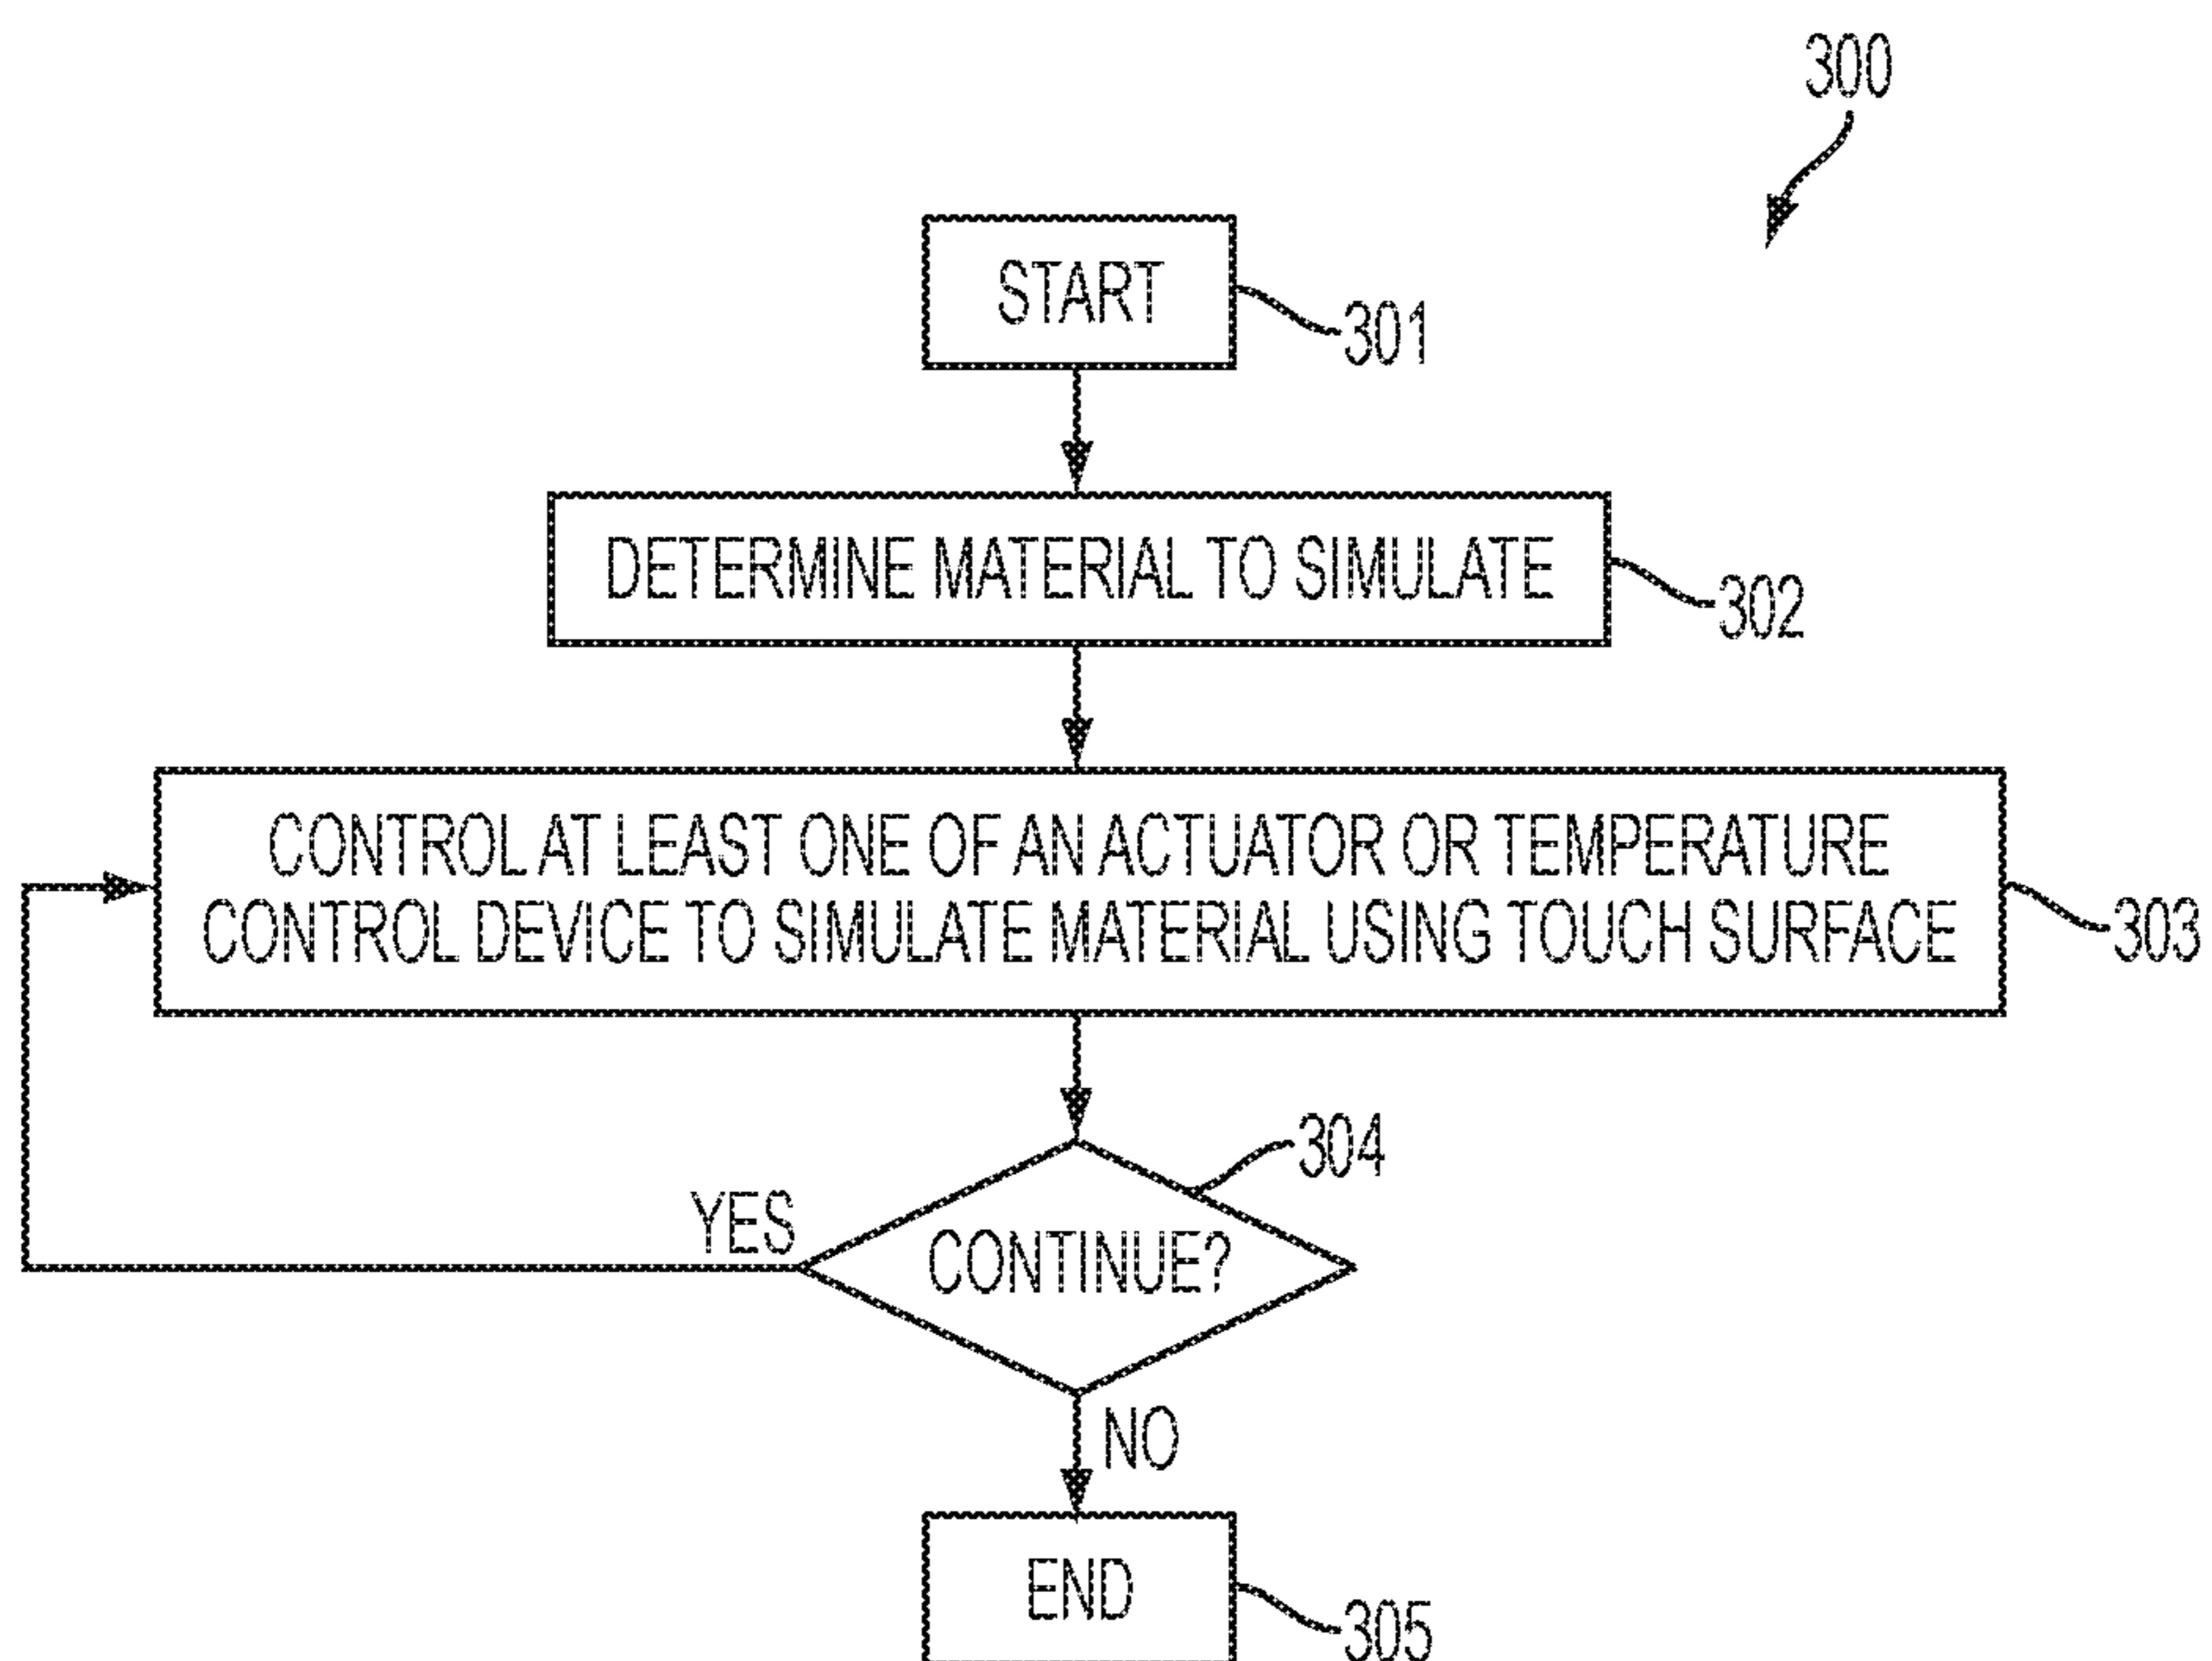 300
START
301
DETERMINE MATERIAL TO SIMULATE
302
CONTROL AT LEAST ONE OF AN ACTUATOR OR TEMPERATURE
CONTROL DEVICE TO SIMULATE MATERIAL USING TOUCH SURFACE
303
304
YES
CONTINUE?
NO
END
305